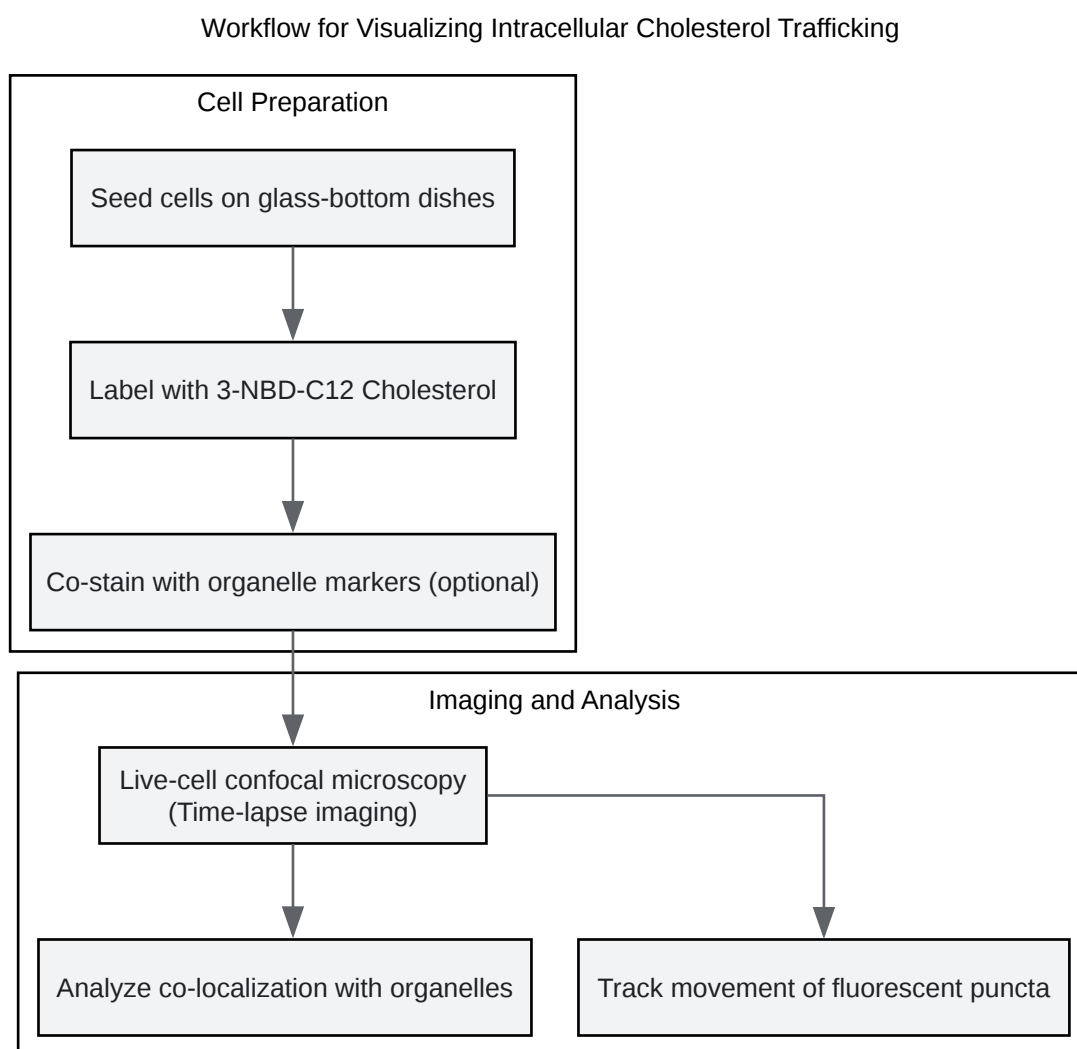 Workflow for Visualizing Intracellular Cholesterol Trafficking
Cell Preparation
Seed cells on glass-bottom dishes
Label with 3-NBD-C12 Cholesterol
Co-stain with organelle markers (optional)
Imaging and Analysis
Live-cell confocal microscopy
(Time-lapse imaging)
Analyze co-localization with organelles
Track movement of fluorescent puncta